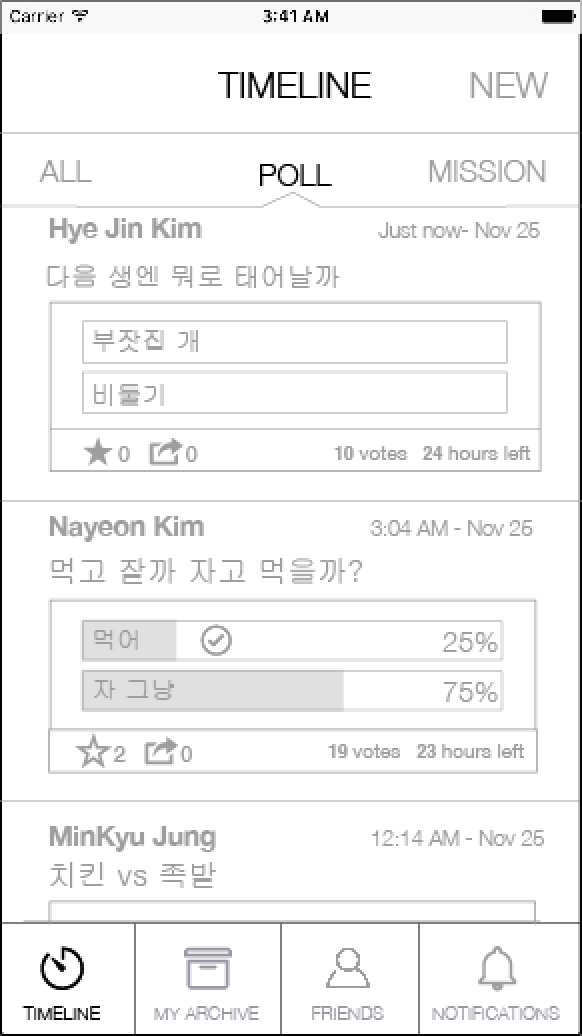 Carrier 3:41 AM
TIMELINE NEW
ALL POLL MISSION
Hye Jin Kim Just now- Nov 25
다음 생엔 뭐로 태어날까
부잣집 개
비둘기
0 0 10 votes 24 hours left
Nayeon Kim 3:04 AM - Nov 25
먹고 잘까 자고 먹을까?
먹어 25%
자 그냥 75%
2 0 19 votes 23 hours left
MinKyu Jung 12:14 AM - Nov 25
치킨 vs 족발
TIMELINE MY ARCHIVE FRIENDS NOTIFICATIONS